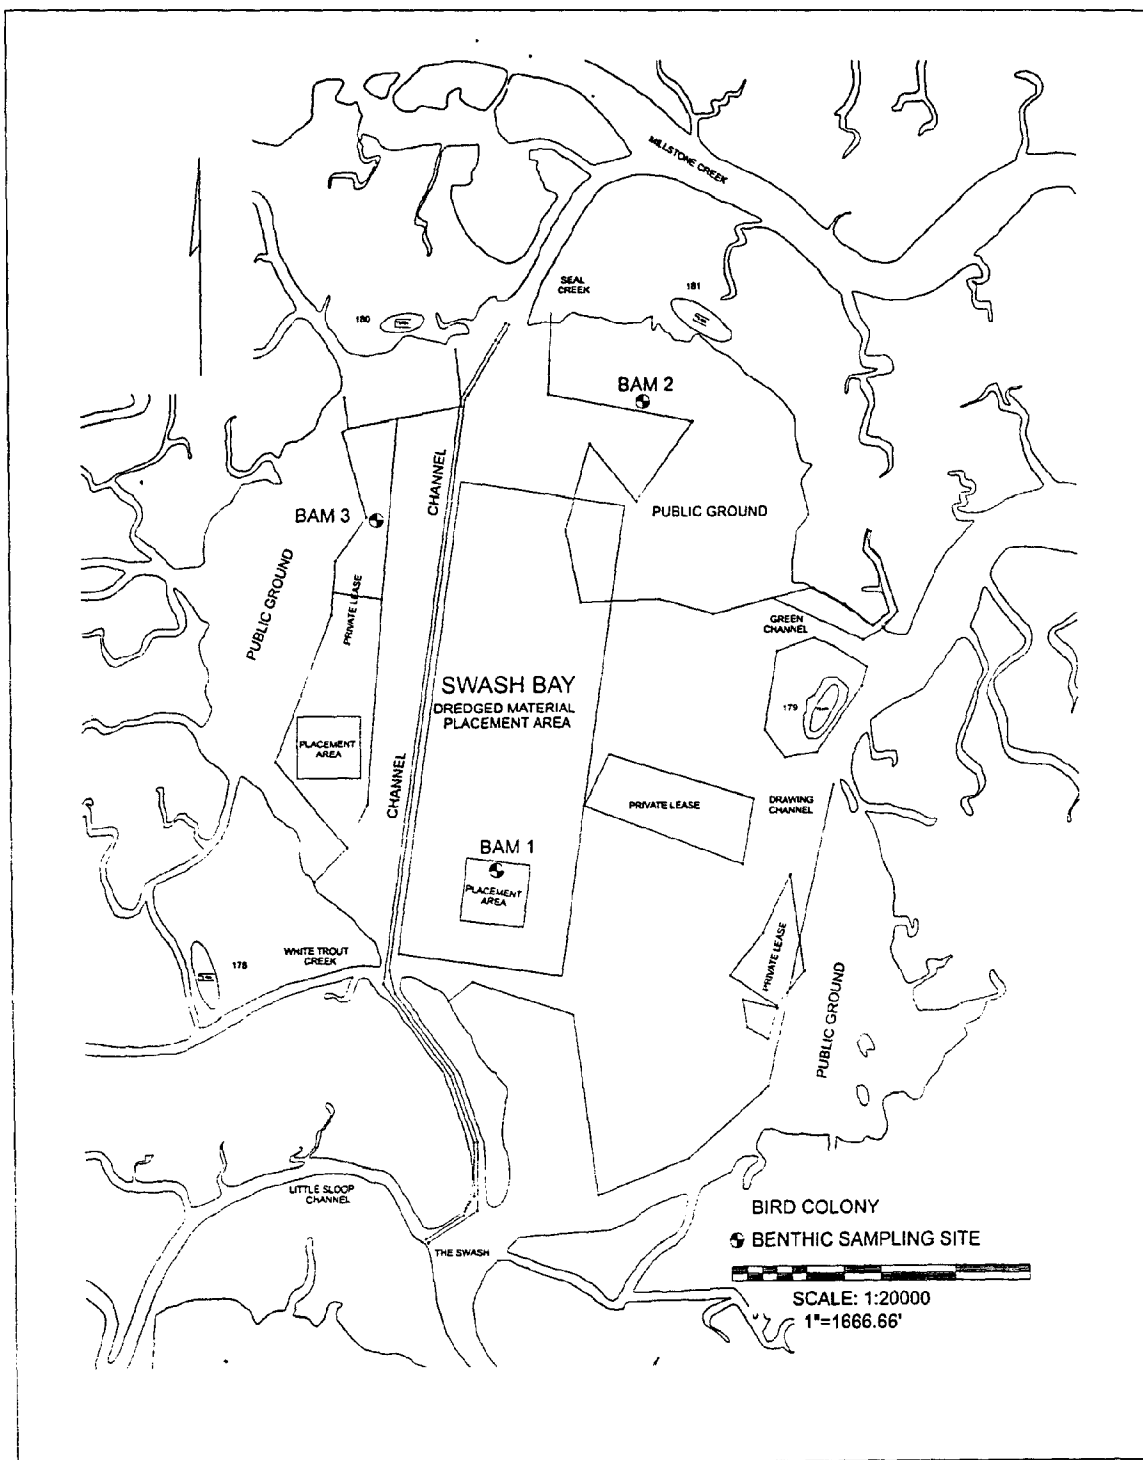 MILLSTONE CREEK
SEAL
CREEK
181
180
BAM 2
CHANNEL
BAM 3
PUBLIC GROUND
PUBLIC GROUND
PRIVATE LEASE
GREEN
CHANNEL
SWASH BAY
DREDGED MATERIAL
PLACEMENT AREA
179
PLACEMENT
AREA
CHANNEL
PRIVATE LEASE
DRAWING
CHANNEL
BAM 1
PLACEMENT
AREA
WHITE TROUT
CREEK
178
PRIVATE LEASE
PUBLIC GROUND
LITTLE SLOOP
CHANNEL
THE SWASH
BIRD COLONY
BENTHIC SAMPLING SITE
SCALE: 1:20000
1"=1666.66'